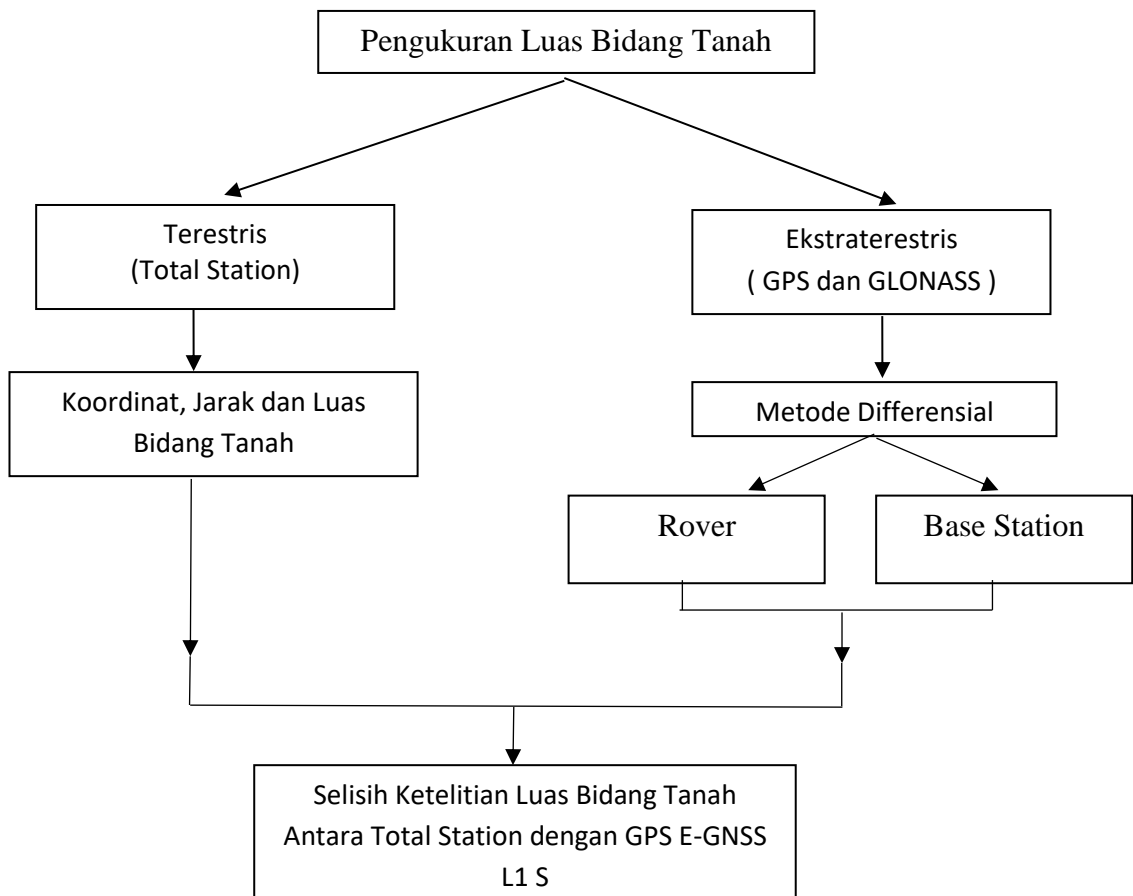 Pengukuran Luas Bidang Tanah
Terestris
(Total Station)
Ekstraterestris
( GPS dan GLONASS )
Koordinat, Jarak dan Luas
Bidang Tanah
Metode Differensial
Rover
Base Station
Selisih Ketelitian Luas Bidang Tanah
Antara Total Station dengan GPS E-GNSS
L1 S